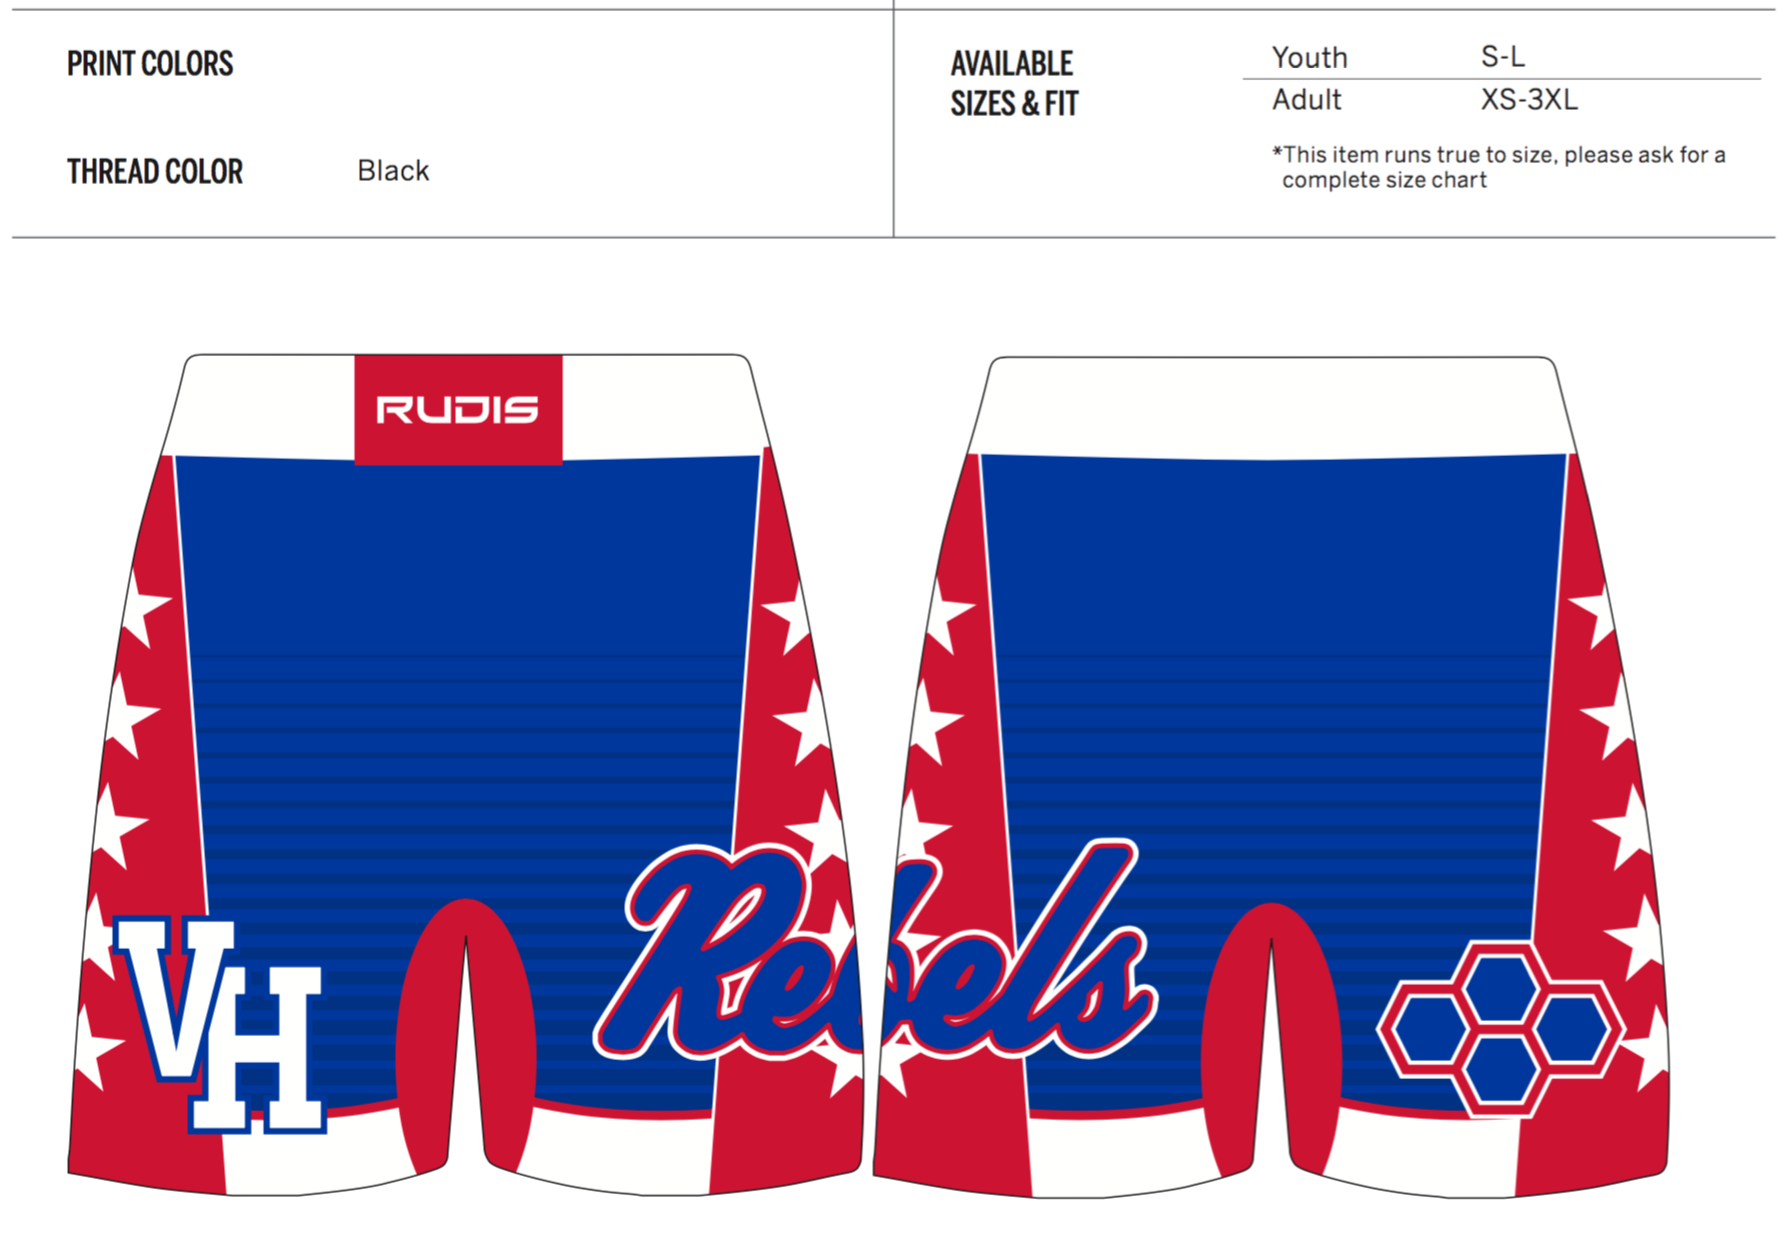 PRINT COLORS
THREAD COLOR Black
AVAILABLE
SIZES & FIT
Youth S-L
Adult XS-3XL
*This item runs true to size, please ask for a
complete size chart
RUDIS
VH
Rebels